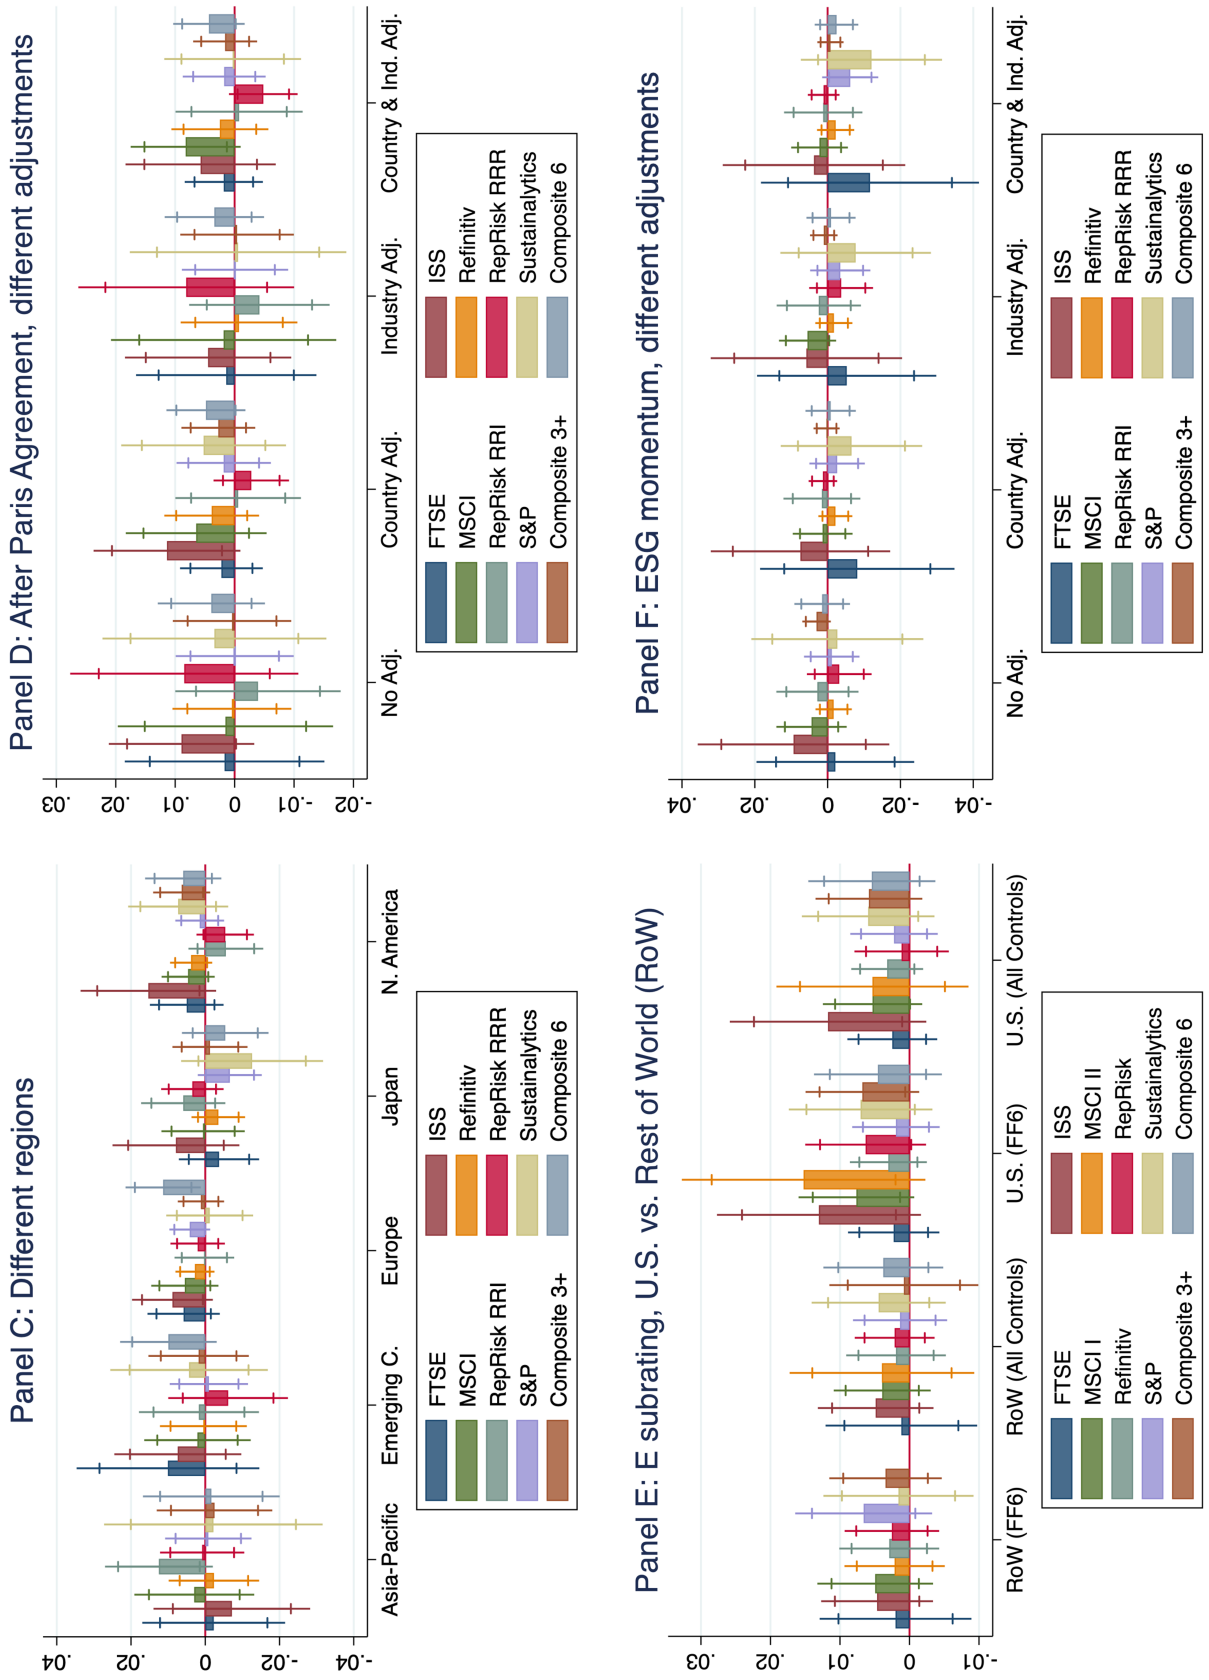 Panel C: Different regions
.04
.02
0
-.02
-.04
Asia-Pacific Emerging C. Europe Japan N. America
FTSE ISS
MSCI Refinitiv
RepRisk RRI RepRisk RRR
S&P Sustainalytics
Composite 3+ Composite 6
Panel D: After Paris Agreement, different adjustments
.03
.02
.01
0
-.01
-.02
No Adj. Country Adj. Industry Adj. Country & Ind. Adj.
FTSE ISS
MSCI Refinitiv
RepRisk RRI RepRisk RRR
S&P Sustainalytics
Composite 3+ Composite 6
Panel E: E subrating, U.S. vs. Rest of World (RoW)
.03
.02
.01
0
-.01
RoW (FF6) RoW (All Controls) U.S. (FF6) U.S. (All Controls)
FTSE ISS
MSCI I MSCI II
Refinitiv RepRisk
S&P Sustainalytics
Composite 3+ Composite 6
Panel F: ESG momentum, different adjustments
.04
.02
0
-.02
-.04
No Adj. Country Adj. Industry Adj. Country & Ind. Adj.
FTSE ISS
MSCI Refinitiv
RepRisk RRI RepRisk RRR
S&P Sustainalytics
Composite 3+ Composite 6